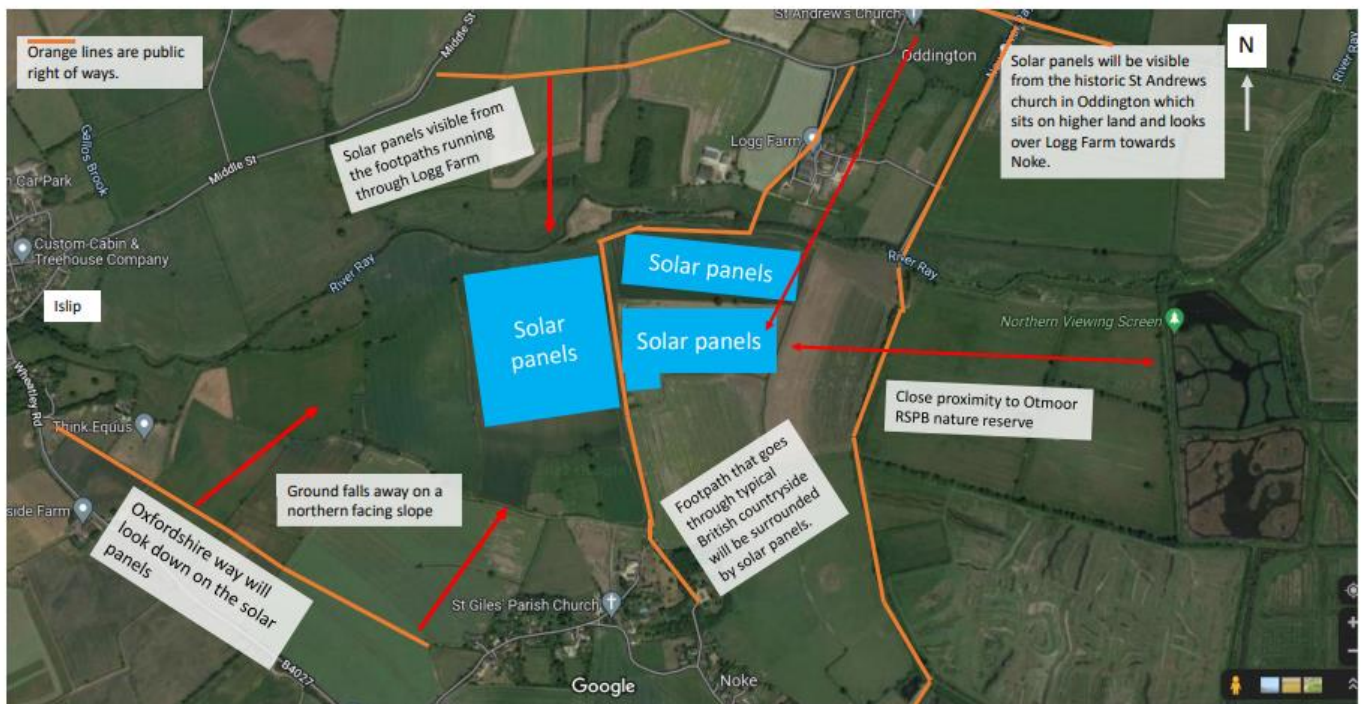 Orange lines are public
right of ways.
St Andrew's Church
Oddington
N
River Ray
Middle St
Solar panels will be visible
from the historic St Andrews
church in Oddington which
sits on higher land and looks
over Logg Farm towards
Noke.
Solar panels visible from
the footpaths running
through Logg Farm
Logg Farm
Gallo's Brook
Middle St
Car Park
Custom Cabin &
Treehouse Company
River Ray
River Ray
Islip
Solar panels
Solar
panels
Solar panels
Northern Viewing Screen
Close proximity to Otmoor
RSPB nature reserve
Wheatley Rd
Think Equus
Ground falls away on a
northern facing slope
Footpath that goes
through typical
British countryside
will be surrounded
by solar panels.
side Farm
Oxfordshire way will
look down on the solar
panels
St Giles' Parish Church
B4027
Google
Noke